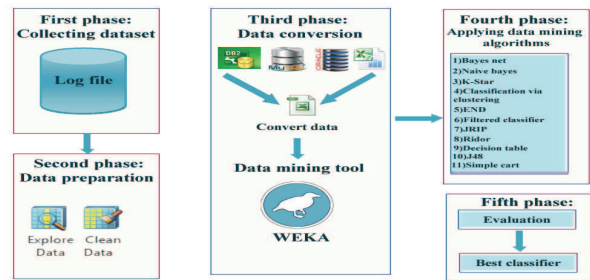 First phase:
Collecting dataset
Log file
Second phase:
Data preparation
Explore Clean
Data Data
Third phase:
Data conversion
DB2
ORACLE
Convert data
Data mining tool
WEKA
Fourth phase:
Applying data mining
algorithms
1)Bayes net
2)Naive bayes
3)K-Star
4)Classification via
clustering
5)END
6)Filtered classifier
7)JRIP
8)Ridor
9)Decision table
10)J48
11)Simple cart
Fifth phase:
Evaluation
Best classifier